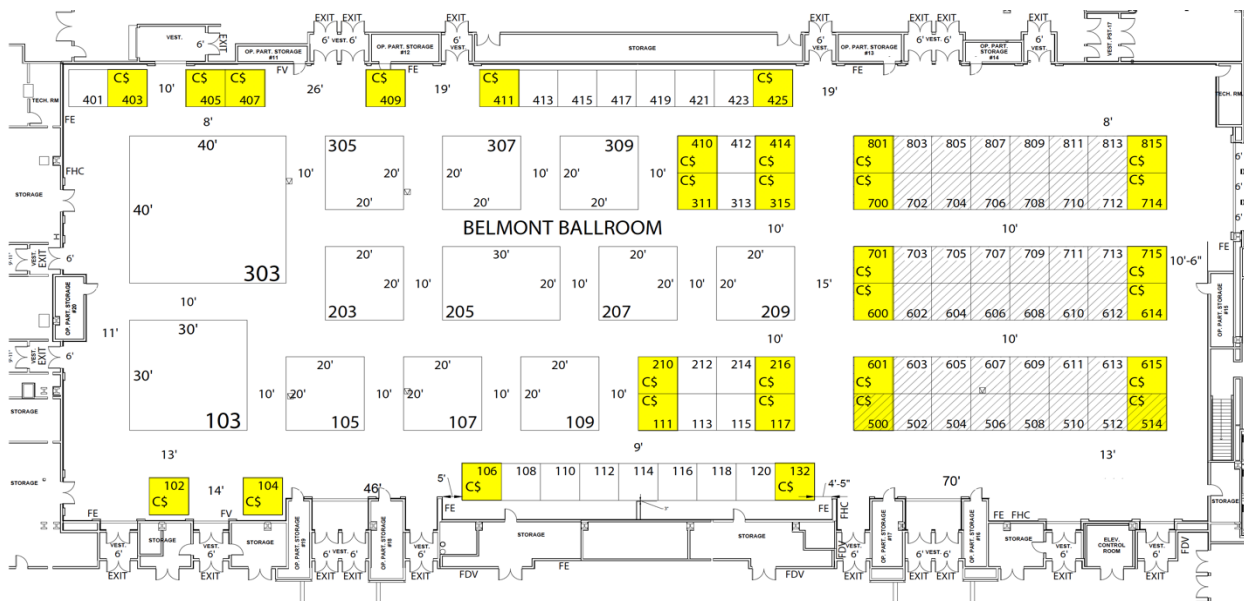 EXIT EXIT EXIT EXIT EXIT EXIT EXIT
VEST. 6' EXIT
6' VEST. 6'
6' VEST.
6' VEST.
6' VEST. 6'
6' VEST.
VEST. PST-17
OP. PART. STORAGE #11
OP. PART. STORAGE #12
STORAGE
OP. PART. STORAGE #13
OP. PART. STORAGE #14
FV FE FE
TECH. RM
TECH. RM.
C$ C$ C$ C$ C$ C$
401 403 10' 405 407 26' 409 19' 411 413 415 417 419 421 423 425 19'
FE
8' 8'
40' 305 307 309 410 412 414 801 803 805 807 809 811 813 815
C$ C$ C$ C$
FHC
10' 20' 20' 10' 20' 10'
C$ C$ C$ C$
STORAGE
40'
20' 20' 20' 311 313 315 700 702 704 706 708 710 712 714
6' 6' 6'
BELMONT BALLROOM
10' 10'
9'-11" VEST. EXIT 6'
303
20' 30' 20' 20' 701 703 705 707 709 711 713 715
FE
C$ C$
10'-6"
20' 10' 20' 10' 20' 10' 20' 15'
C$ C$
OP. PART. STORAGE #20
10'
203 205 207 209 600 602 604 606 608 610 612 614
OP. PART. STORAGE #15
11'
30'
10' 10'
9'-11" VEST. EXIT 6'
20' 20' 20' 210 212 214 216 601 603 605 607 609 611 613 615
30'
C$ C$ C$ C$
10' 20' 10' 20' 10' 20' 10'
C$ C$ C$ C$
STORAGE
103 105 107 109 111 113 115 117 500 502 504 506 508 510 512 514
9'
13' 13'
STORAGE
102 104 106 108 110 112 114 116 118 120 132
C$ C$ C$ C$
14' 46' 5' 4'-5" 70'
STORAGE
FE FV FE FE FHC FE FHC
6' VEST.
STORAGE
VEST. 6'
STORAGE
OP. PART. STORAGE #19
6' VEST. 6'
OP. PART. STORAGE #18
VEST. 6'
STORAGE
STORAGE
VEST. 6'
OP. PART. STORAGE #17
6' VEST. 6'
OP. PART. STORAGE #16
STORAGE
VEST. 6'
ELEV. CONTROL ROOM
VEST. 6'
FDV
EXIT EXIT EXIT EXIT EXIT FDV FE FDV EXIT EXIT EXIT EXIT EXIT